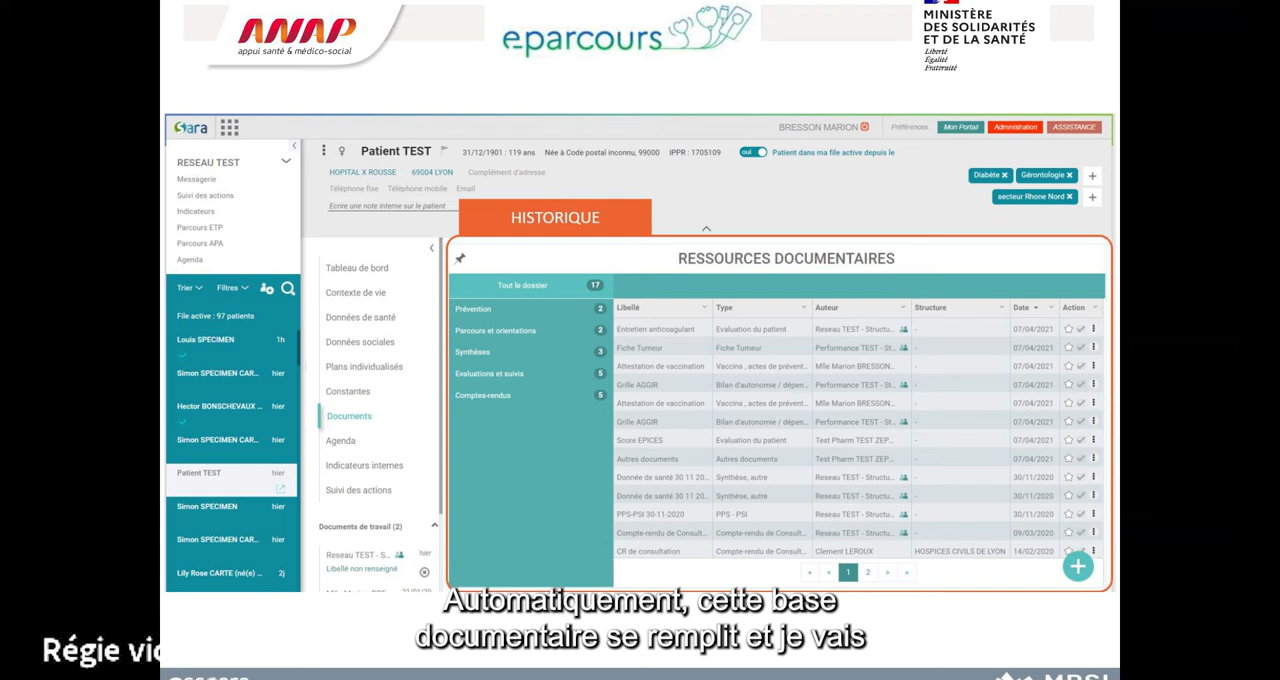 ANAP
appui santé & médico-social
eparcours
MINISTÈRE
DES SOLIDARITÉS
ET DE LA SANTÉ
Liberté
Égalité
Fraternité
Sara
BRESSON MARION
Préférences
Mon Portail
Administration
ASSISTANCE
RESEAU TEST
Messagerie
Suivi des actions
Indicateurs
Parcours ETP
Parcours APA
Agenda
Trier
Filtres
File active : 97 patients
Louis SPECIMEN 1h
Simon SPECIMEN CAR... hier
Hector BONSCHEVAUX ... hier
Simon SPECIMEN CAR... hier
Patient TEST hier
Simon SPECIMEN hier
Simon SPECIMEN CAR... hier
Lily Rose CARTE (né(e) ... 2j
Patient TEST 31/12/1901 : 119 ans Née à Code postal inconnu, 99000 IPPR : 1705109 oui Patient dans ma file active depuis le
HOPITAL X ROUSSE 69004 LYON Complément d'adresse
Téléphone fixe Téléphone mobile Email
Ecrire une note interne sur le patient
Diabète × Gérontologie × +
secteur Rhone Nord × +
HISTORIQUE
Tableau de bord
Contexte de vie
Données de santé
Données sociales
Plans individualisés
Constantes
Documents
Agenda
Indicateurs internes
Suivi des actions
Documents de travail (2)
Reseau TEST - S... hier
Libellé non renseigné
RESSOURCES DOCUMENTAIRES
Tout le dossier 17
Prévention 2
Parcours et orientations 2
Synthèses 3
Evaluations et suivis 5
Comptes-rendus 5
Libellé Type Auteur Structure Date Action
Entretien anticoagulant Evaluation du patient Reseau TEST - Structu... - 07/04/2021
Fiche Tumeur Fiche Tumeur Performance TEST - St... - 07/04/2021
Attestation de vaccination Vaccins , actes de prévent... Mlle Marion BRESSON... - 07/04/2021
Grille AGGIR Bilan d'autonomie / dépen... Performance TEST - St... - 07/04/2021
Attestation de vaccination Vaccins , actes de prévent... Mlle Marion BRESSON... - 07/04/2021
Grille AGGIR Bilan d'autonomie / dépen... Performance TEST - St... - 07/04/2021
Score EPICES Evaluation du patient Test Pharm TEST ZEP... - 07/04/2021
Autres documents Autres documents Test Pharm TEST ZEP... - 07/04/2021
Donnée de santé 30 11 20... Synthèse, autre Reseau TEST - Structu... - 30/11/2020
Donnée de santé 30 11 20... Synthèse, autre Reseau TEST - Structu... - 30/11/2020
PPS-PSI 30-11-2020 PPS - PSI Reseau TEST - Structu... - 30/11/2020
Compte-rendu de Consult... Compte-rendu de Consult... Reseau TEST - Structu... - 09/03/2020
CR de consultation Compte-rendu de Consult... Clement LEROUX HOSPICES CIVILS DE LYON 14/02/2020
« < 1 2 > »
Automatiquement, cette base
documentaire se remplit et je vais
Régie vi